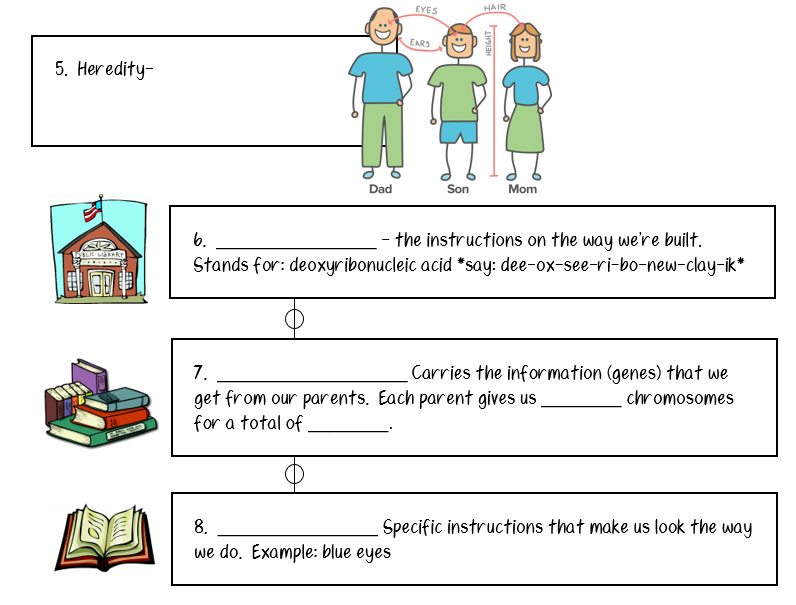 EYES
HAIR
EARS
HEIGHT
5. Heredity-
Dad Son Mom
PUBLIC LIBRARY
6. ________________ - the instructions on the way we're built.
Stands for: deoxyribonucleic acid *say: dee-ox-see-ri-bo-new-clay-ik*
7. ___________________ Carries the information (genes) that we
get from our parents. Each parent gives us ________ chromosomes
for a total of ________.
8. ________________ Specific instructions that make us look the way
we do. Example: blue eyes